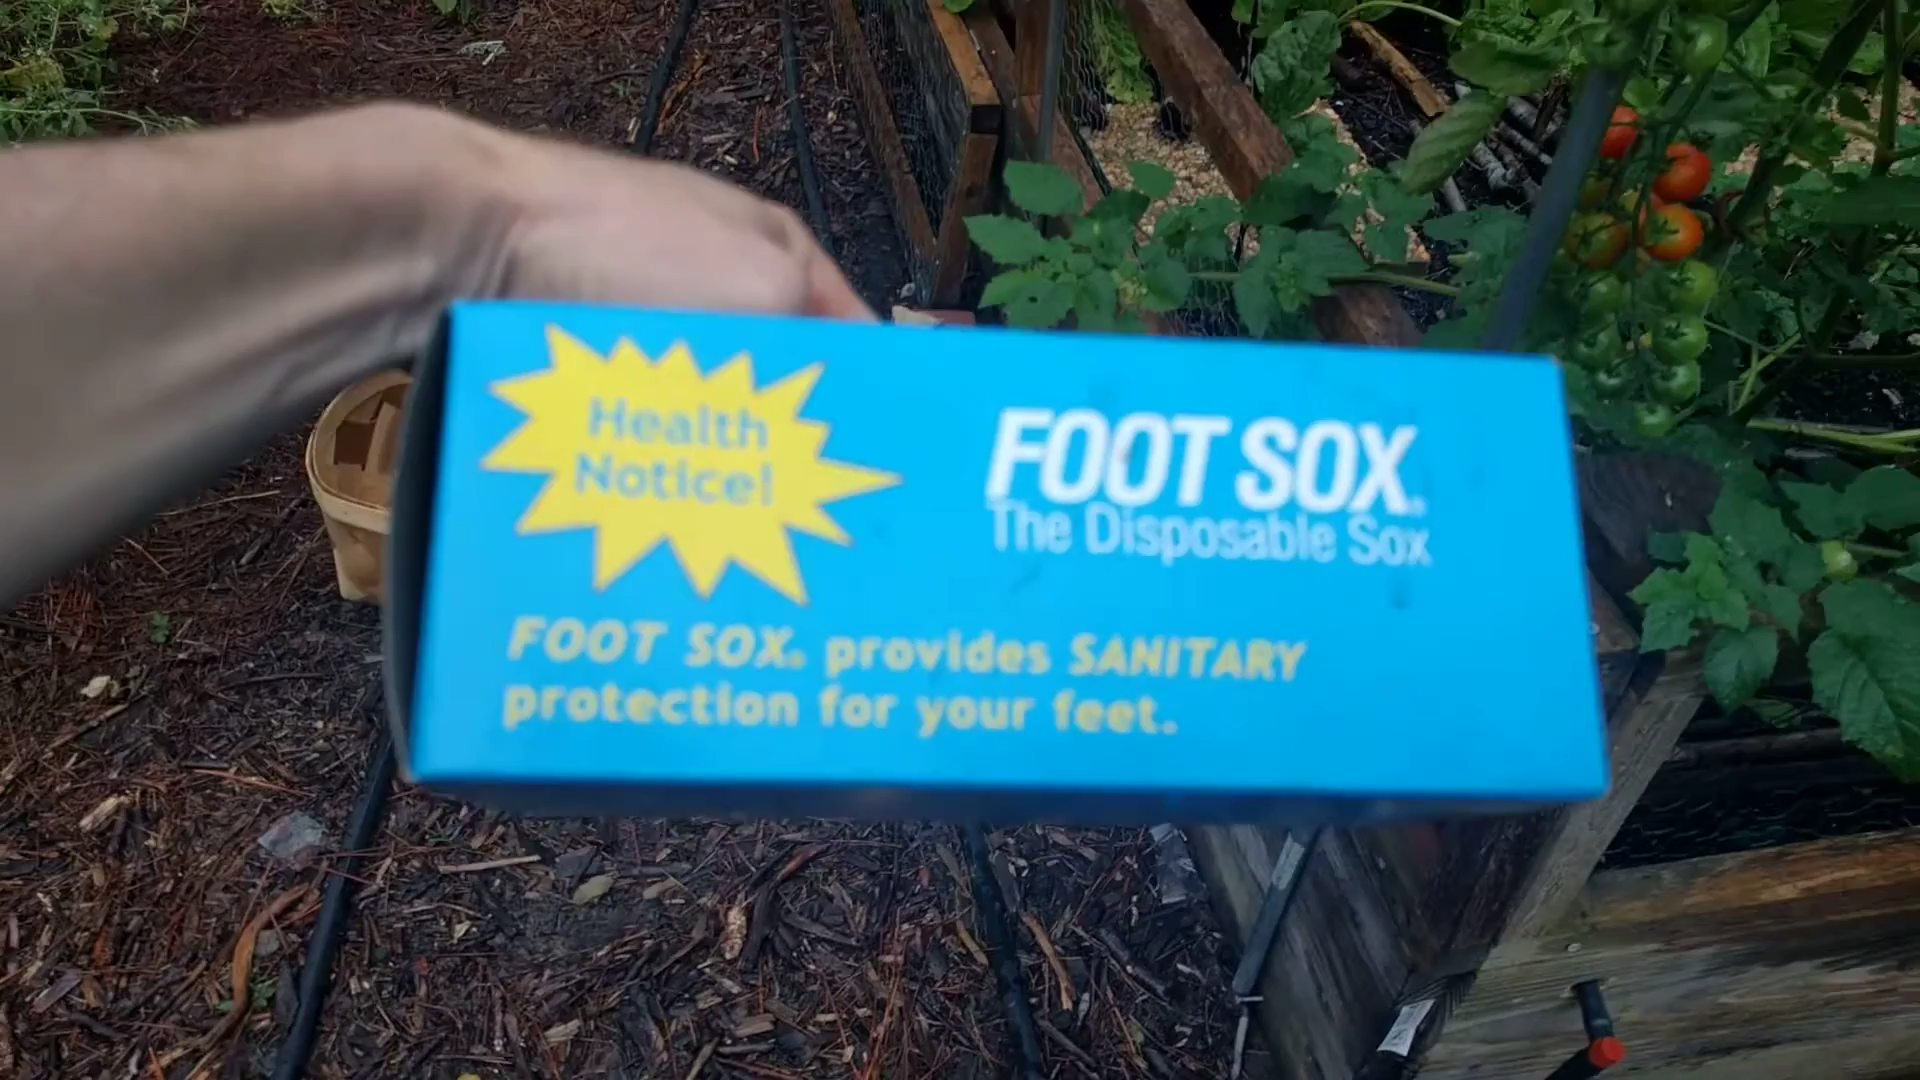 Health
Notice!
FOOT SOX®
The Disposable Sox
FOOT SOX® provides SANITARY
protection for your feet.